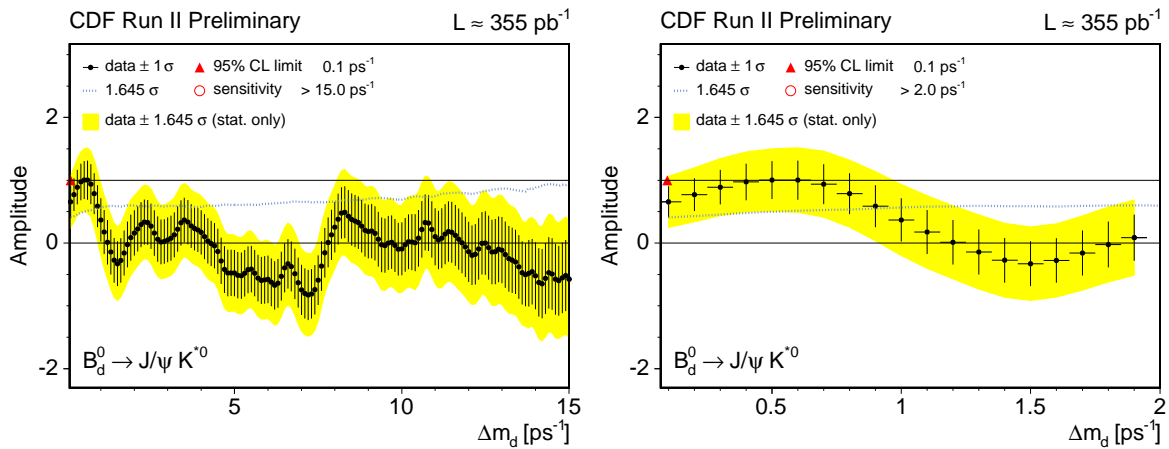 CDF Run II Preliminary L ≈ 355 pb⁻¹
data ± 1 σ 95% CL limit 0.1 ps⁻¹
1.645 σ sensitivity > 15.0 ps⁻¹
data ± 1.645 σ (stat. only)
Amplitude
2
1
0
-2
B⁰d → J/ψ K*⁰
5 10 15
Δmd [ps⁻¹]
CDF Run II Preliminary L ≈ 355 pb⁻¹
data ± 1 σ 95% CL limit 0.1 ps⁻¹
1.645 σ sensitivity > 2.0 ps⁻¹
data ± 1.645 σ (stat. only)
Amplitude
2
1
0
-2
B⁰d → J/ψ K*⁰
0.5 1 1.5 2
Δmd [ps⁻¹]